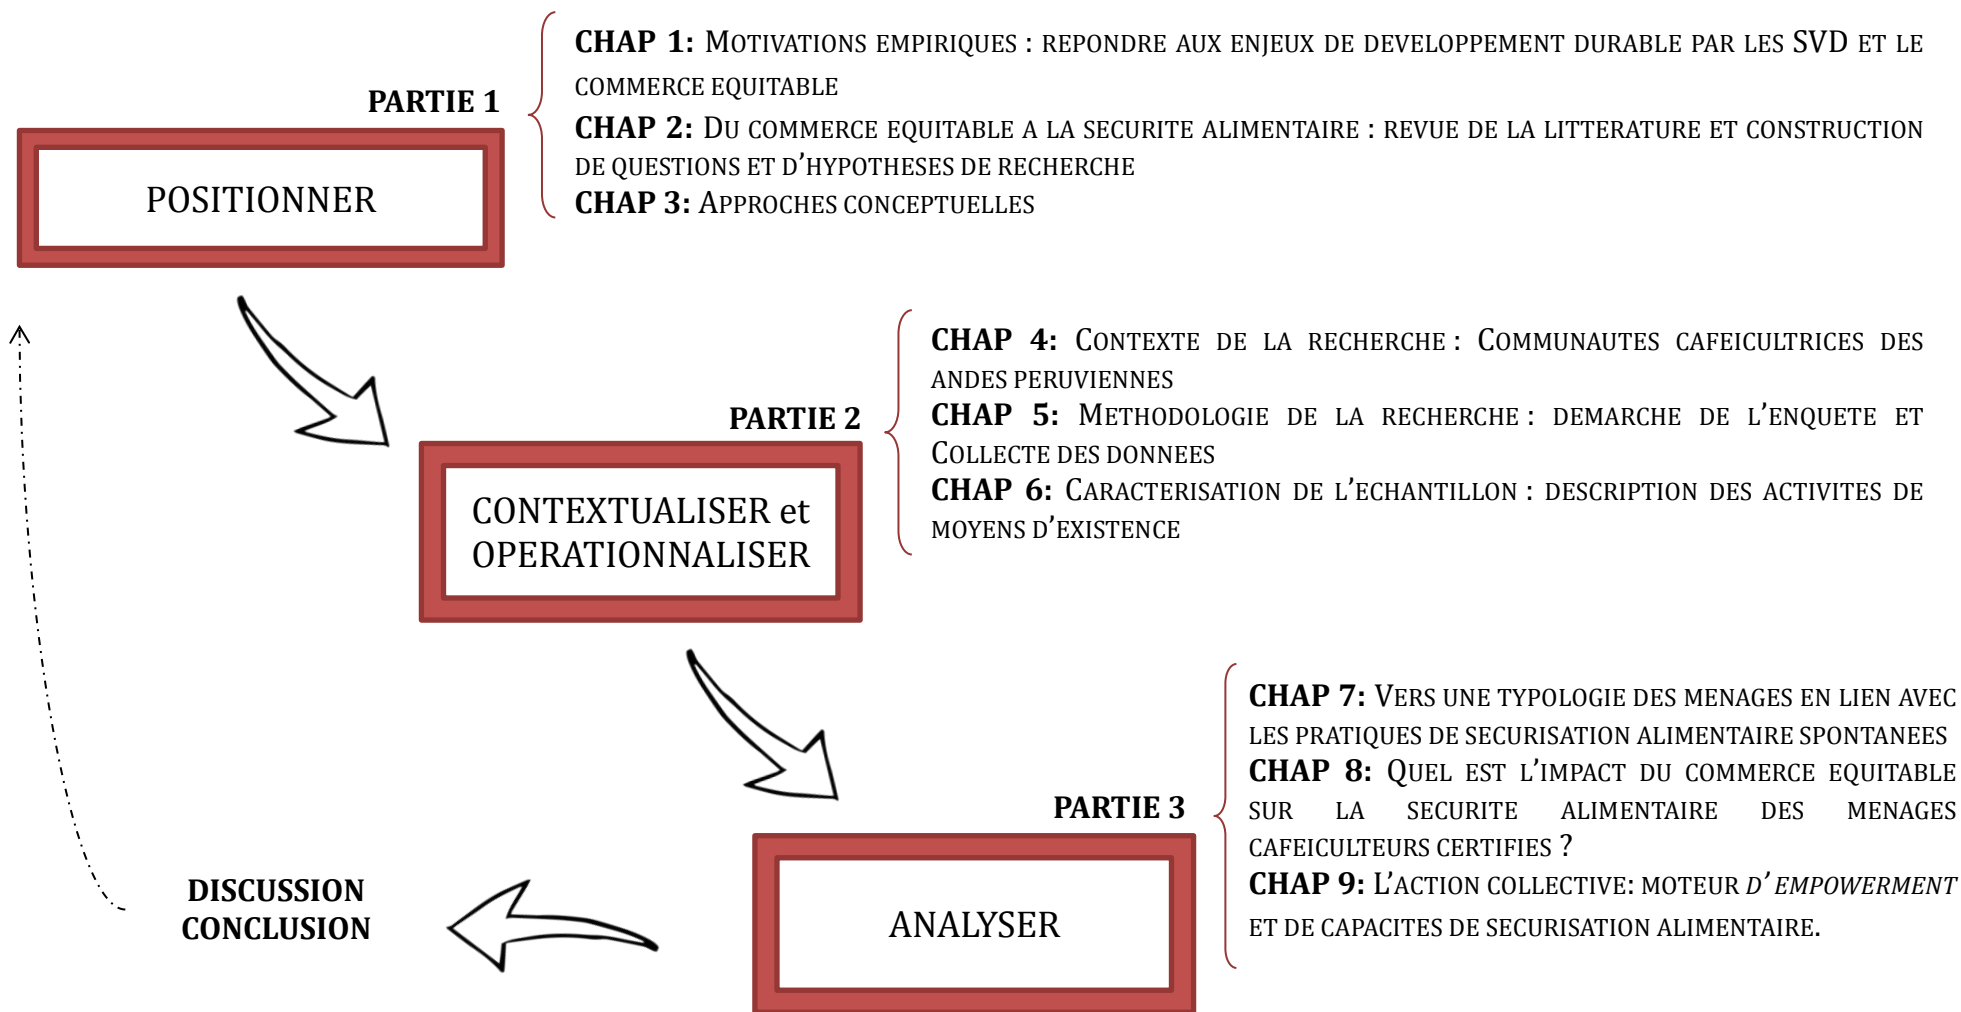 CHAP 1: MOTIVATIONS EMPIRIQUES : REPONDRE AUX ENJEUX DE DEVELOPPEMENT DURABLE PAR LES SVD ET LE
COMMERCE EQUITABLE
PARTIE 1
CHAP 2: DU COMMERCE EQUITABLE A LA SECURITE ALIMENTAIRE : REVUE DE LA LITTERATURE ET CONSTRUCTION
DE QUESTIONS ET D'HYPOTHESES DE RECHERCHE
CHAP 3: APPROCHES CONCEPTUELLES
POSITIONNER
CHAP 4: CONTEXTE DE LA RECHERCHE : COMMUNAUTES CAFEICULTRICES DES
ANDES PERUVIENNES
PARTIE 2
CHAP 5: METHODOLOGIE DE LA RECHERCHE : DEMARCHE DE L'ENQUETE ET
COLLECTE DES DONNEES
CHAP 6: CARACTERISATION DE L'ECHANTILLON : DESCRIPTION DES ACTIVITES DE
MOYENS D'EXISTENCE
CONTEXTUALISER et
OPERATIONNALISER
CHAP 7: VERS UNE TYPOLOGIE DES MENAGES EN LIEN AVEC
LES PRATIQUES DE SECURISATION ALIMENTAIRE SPONTANEES
CHAP 8: QUEL EST L'IMPACT DU COMMERCE EQUITABLE
SUR LA SECURITE ALIMENTAIRE DES MENAGES
CAFEICULTEURS CERTIFIES ?
PARTIE 3
CHAP 9: L'ACTION COLLECTIVE: MOTEUR D' EMPOWERMENT
ET DE CAPACITES DE SECURISATION ALIMENTAIRE.
ANALYSER
DISCUSSION
CONCLUSION